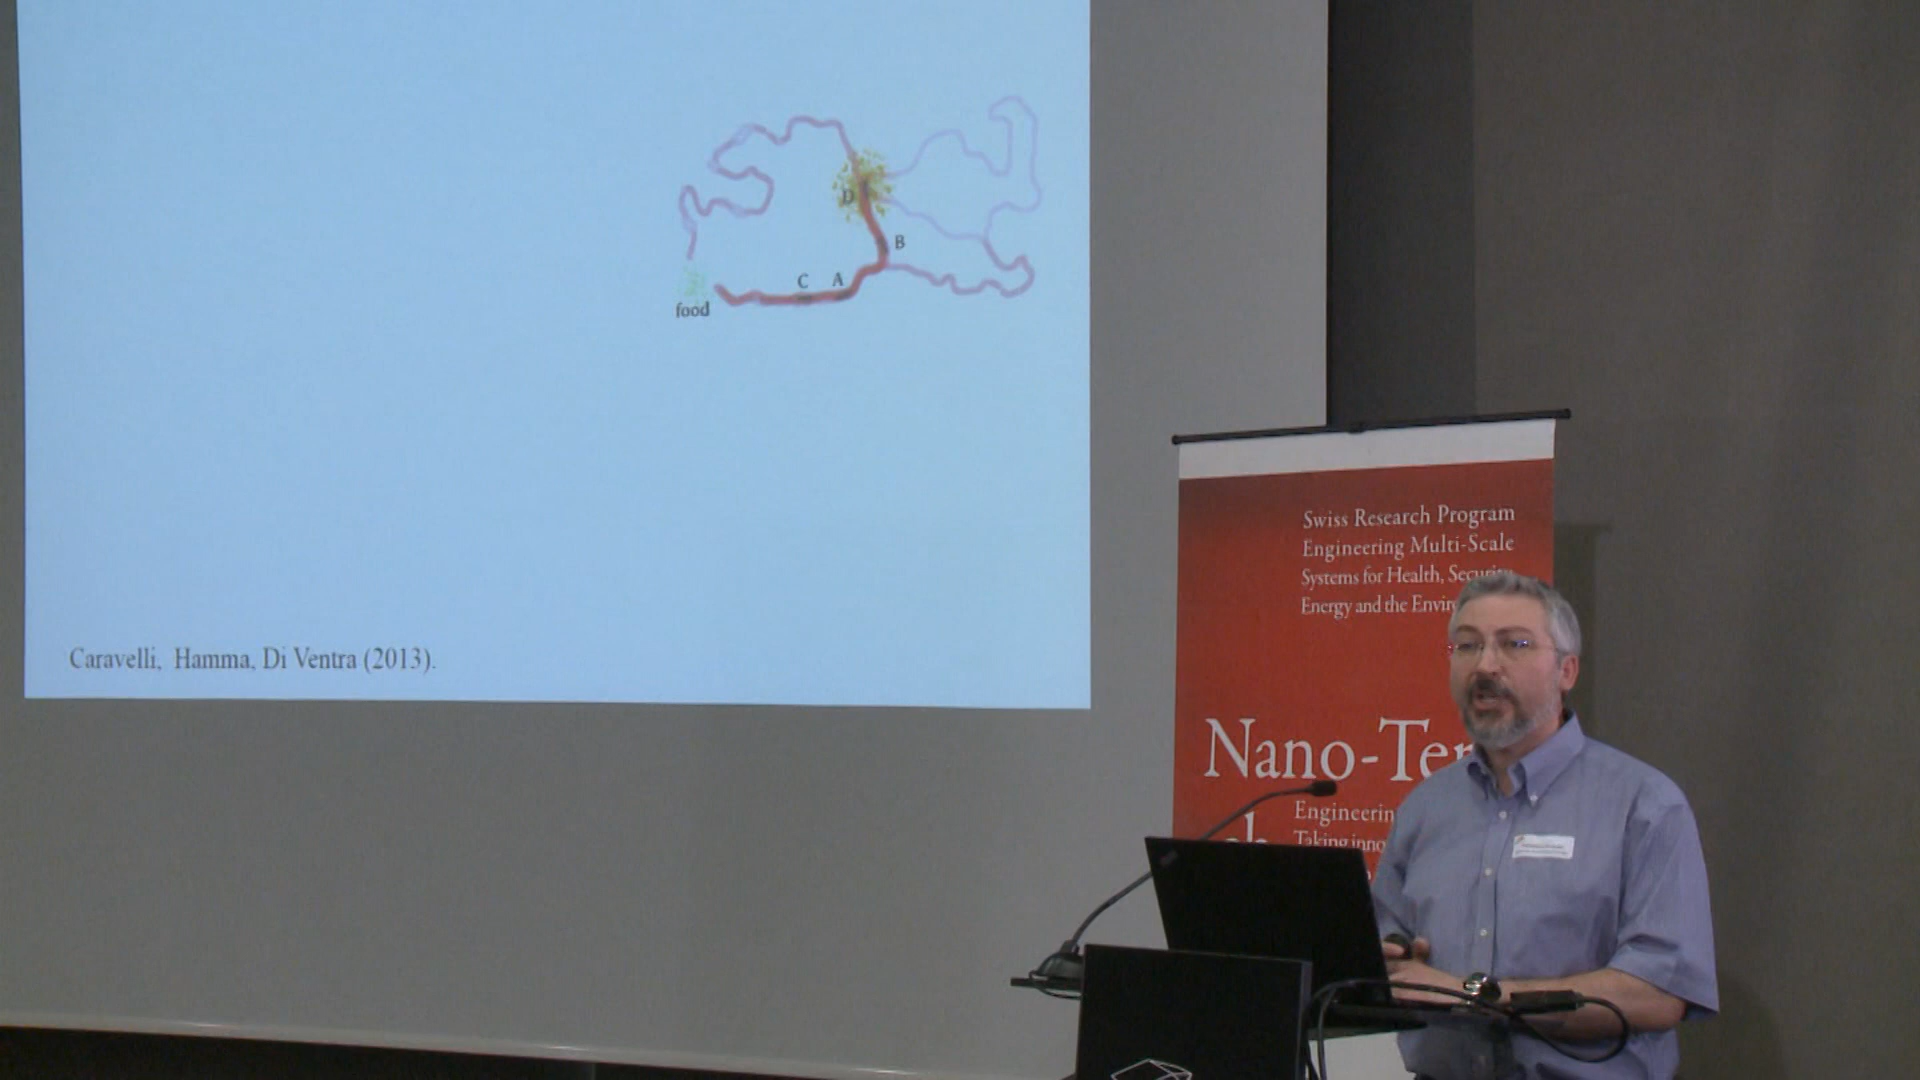 D
B
C A
food
Caravelli, Hamma, Di Ventra (2013).
Swiss Research Program
Engineering Multi-Scale
Systems for Health, Security
Energy and the Enviro
Nano-Ter
Engineerin
Taking inno